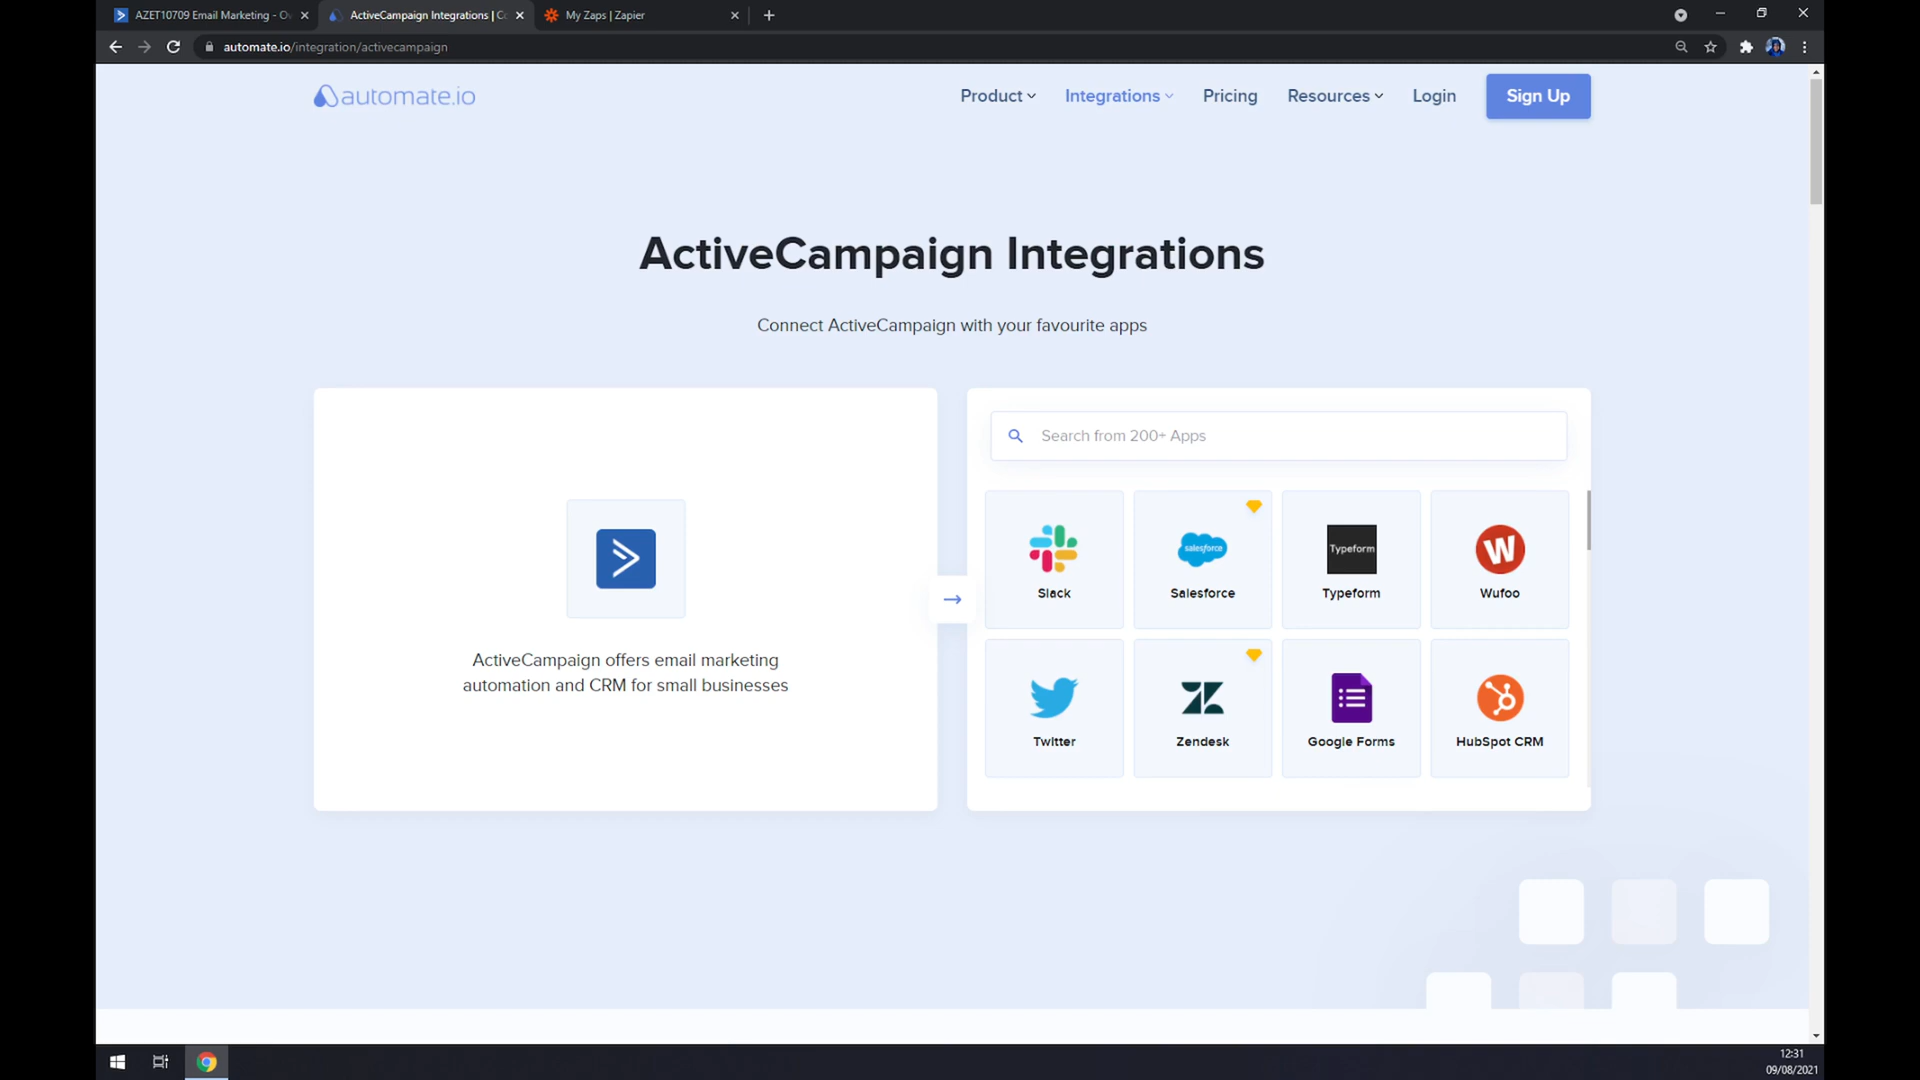 AZET10709 Email Marketing - Ov
ActiveCampaign Integrations | Co
My Zaps | Zapier
automate.io/integration/activecampaign
automate.io
Product
Integrations
Pricing
Resources
Login
Sign Up
ActiveCampaign Integrations
Connect ActiveCampaign with your favourite apps
ActiveCampaign offers email marketing
automation and CRM for small businesses
Search from 200+ Apps
Slack
salesforce
Salesforce
Typeform
Typeform
W
Wufoo
Twitter
Zendesk
Google Forms
HubSpot CRM
12:31
09/08/2021